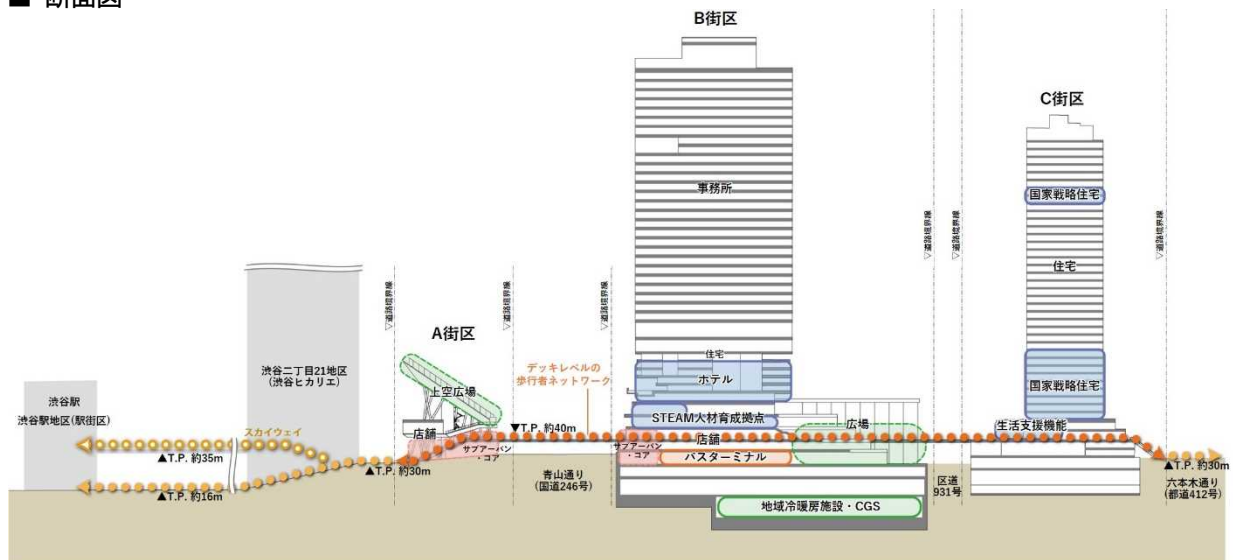 ■ 断面図
B街区
C街区
A街区
事務所
国家戦略住宅
住宅
国家戦略住宅
生活支援機能
▽道路境界線
▽道路境界線
▽道路境界線
▽道路境界線
▽道路境界線
▽道路境界線
住宅
ホテル
STEAM人材育成拠点
広場
店舗
サブアーバン
・コア
バスターミナル
地域冷暖房施設・CGS
デッキレベルの
歩行者ネットワーク
上空広場
店舗
サブアーバン
・コア
▼T.P. 約40m
渋谷二丁目21地区
(渋谷ヒカリエ)
渋谷駅
渋谷駅地区(駅街区)
スカイウェイ
▲T.P. 約35m
▲T.P. 約16m
▲T.P. 約30m
青山通り
(国道246号)
区道
931号
▲T.P. 約30m
六本木通り
(都道412号)